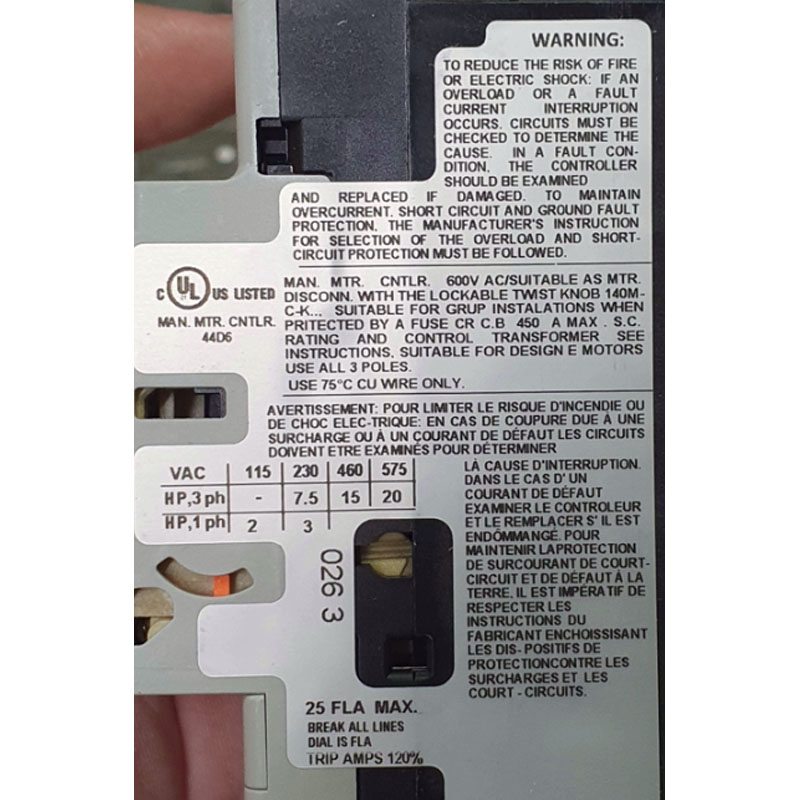 WARNING:
TO REDUCE THE RISK OF FIRE
OR ELECTRIC SHOCK: IF AN
OVERLOAD OR A FAULT
CURRENT INTERRUPTION
OCCURS. CIRCUITS MUST BE
CHECKED TO DETERMINE THE
CAUSE. IN A FAULT CON-
DITION, THE CONTROLLER
SHOULD BE EXAMINED
AND REPLACED IF DAMAGED. TO MAINTAIN
OVERCURRENT, SHORT CIRCUIT AND GROUND FAULT
PROTECTION, THE MANUFACTURER'S INSTRUCTION
FOR SELECTION OF THE OVERLOAD AND SHORT-
CIRCUIT PROTECTION MUST BE FOLLOWED.
C UL US LISTED
MAN. MTR. CNTLR.
44D6
MAN. MTR. CNTLR. 600V AC/SUITABLE AS MTR.
DISCONN. WITH THE LOCKABLE TWIST KNOB 140M-
C-K... SUITABLE FOR GRUP INSTALATIONS WHEN
PRITECTED BY A FUSE CR C.B 450 A MAX . S.C.
RATING AND CONTROL TRANSFORMER SEE
INSTRUCTIONS, SUITABLE FOR DESIGN E MOTORS
USE ALL 3 POLES.
USE 75°C CU WIRE ONLY.
AVERTISSEMENT: POUR LIMITER LE RISQUE D'INCENDIE OU
DE CHOC ELEC-TRIQUE: EN CAS DE COUPURE DUE À UNE
SURCHARGE OU À UN COURANT DE DÉFAUT LES CIRCUITS
DOIVENT ETRE EXAMINÉS POUR DÉTERMINER
LÀ CAUSE D'INTERRUPTION.
DANS LE CAS D' UN
COURANT DE DÉFAUT
EXAMINER LE CONTROLEUR
ET LE REMPLACER S' IL EST
ENDÔMMANGÉ. POUR
MAINTENIR LAPROTECTION
DE SURCOURANT DE COURT-
CIRCUIT ET DE DÉFAUT À LA
TERRE, IL EST IMPÉRATIF DE
RESPECTER LES
INSTRUCTIONS DU
FABRICANT ENCHOISSISANT
LES DIS- POSITIFS DE
PROTECTIONCONTRE LES
SURCHARGES ET LES
COURT - CIRCUITS.
VAC 115 230 460 575
HP,3 ph - 7.5 15 20
HP,1 ph 2 3
026 3
25 FLA MAX.
BREAK ALL LINES
DIAL IS FLA
TRIP AMPS 120%